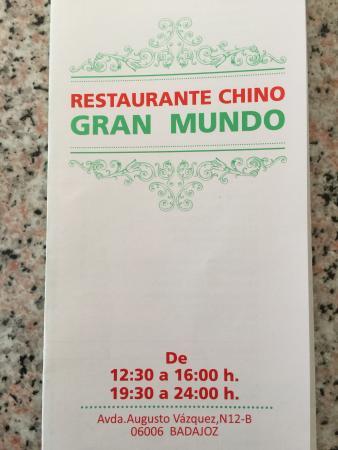 RESTAURANTE CHINO
GRAN MUNDO
De
12:30 a 16:00 h.
19:30 a 24:00 h.
Avda.Augusto Vázquez,N12-B
06006 BADAJOZ